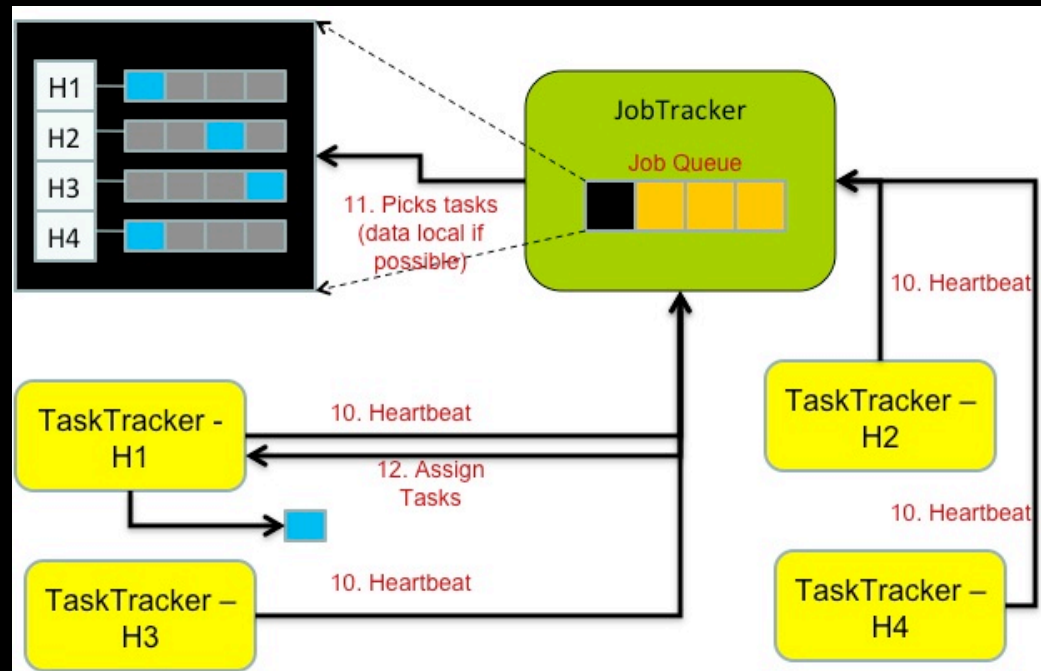 H1
H2
H3
H4
JobTracker
Job Queue
11. Picks tasks
(data local if
possible)
10. Heartbeat
TaskTracker -
H1
10. Heartbeat
12. Assign
Tasks
TaskTracker –
H2
10. Heartbeat
TaskTracker –
H3
10. Heartbeat
TaskTracker –
H4